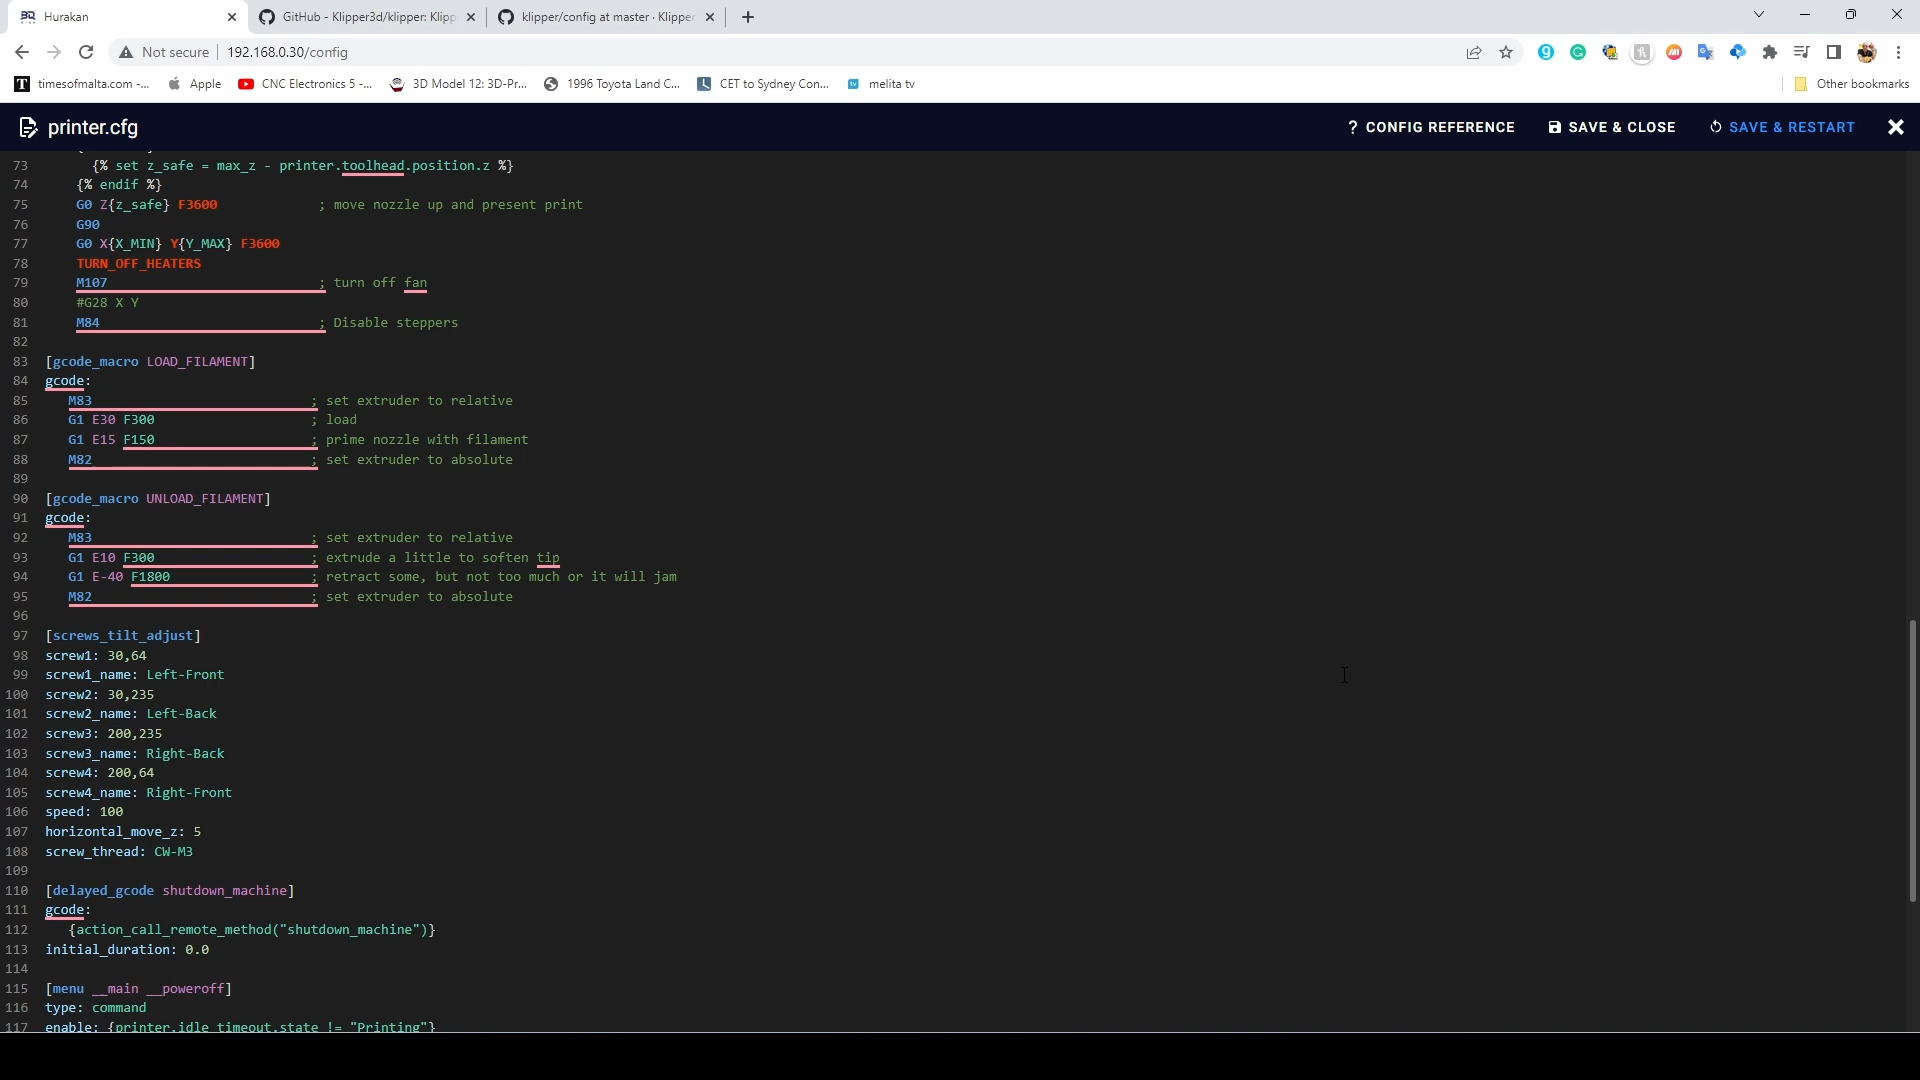 Hurakan
GitHub - Klipper3d/klipper: Klipp
klipper/config at master · Klipper
Not secure
192.168.0.30/config
timesofmalta.com -...
Apple
CNC Electronics 5 -...
3D Model 12: 3D-Pr...
1996 Toyota Land C...
CET to Sydney Con...
melita tv
Other bookmarks
printer.cfg
? CONFIG REFERENCE
SAVE & CLOSE
SAVE & RESTART
73 {% set z_safe = max_z - printer.toolhead.position.z %}
74 {% endif %}
75 G0 Z{z_safe} F3600 ; move nozzle up and present print
76 G90
77 G0 X{X_MIN} Y{Y_MAX} F3600
78 TURN_OFF_HEATERS
79 M107 ; turn off fan
80 #G28 X Y
81 M84 ; Disable steppers
82
83 [gcode_macro LOAD_FILAMENT]
84 gcode:
85 M83 ; set extruder to relative
86 G1 E30 F300 ; load
87 G1 E15 F150 ; prime nozzle with filament
88 M82 ; set extruder to absolute
89
90 [gcode_macro UNLOAD_FILAMENT]
91 gcode:
92 M83 ; set extruder to relative
93 G1 E10 F300 ; extrude a little to soften tip
94 G1 E-40 F1800 ; retract some, but not too much or it will jam
95 M82 ; set extruder to absolute
96
97 [screws_tilt_adjust]
98 screw1: 30,64
99 screw1_name: Left-Front
100 screw2: 30,235
101 screw2_name: Left-Back
102 screw3: 200,235
103 screw3_name: Right-Back
104 screw4: 200,64
105 screw4_name: Right-Front
106 speed: 100
107 horizontal_move_z: 5
108 screw_thread: CW-M3
109
110 [delayed_gcode shutdown_machine]
111 gcode:
112 {action_call_remote_method("shutdown_machine")}
113 initial_duration: 0.0
114
115 [menu __main __poweroff]
116 type: command
117 enable: {printer.idle_timeout.state != "Printing"}